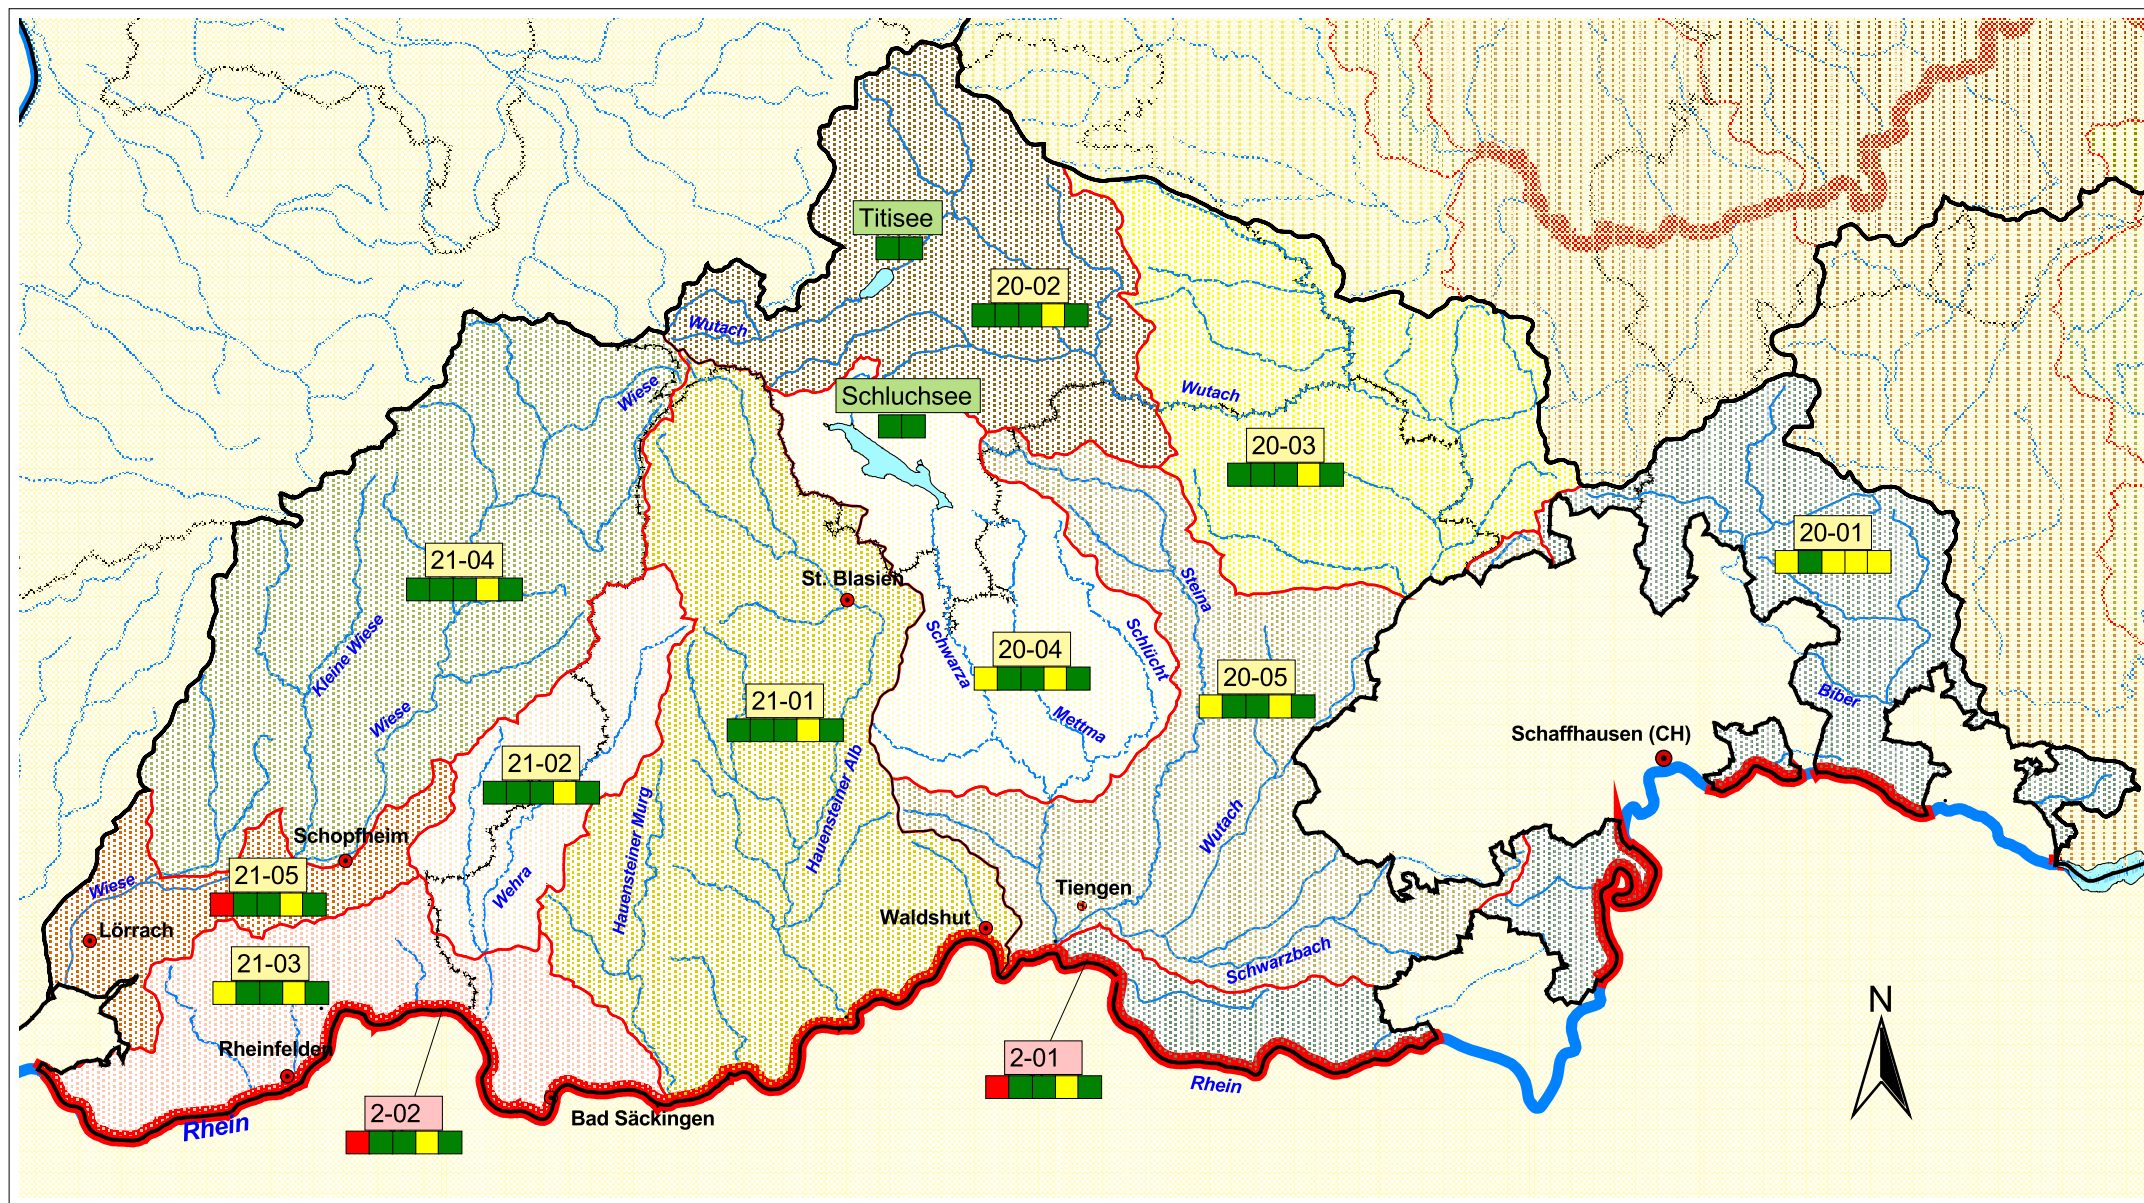 Titisee
20-02
Wutach
Wiese
Schluchsee
Wutach
20-03
20-01
21-04
St. Blasien
Steina
Kleine Wiese
Schwarza
20-04
Schlücht
20-05
Wiese
21-01
Mettma
Biber
Schaffhausen (CH)
21-02
Hauensteiner Murg
Hauensteiner Alb
Wutach
Schopfheim
21-05
Wiese
Wehra
Tiengen
Waldshut
Lörrach
21-03
Schwarzbach
N
Rheinfelden
2-01
Rhein
2-02
Rhein
Bad Säckingen